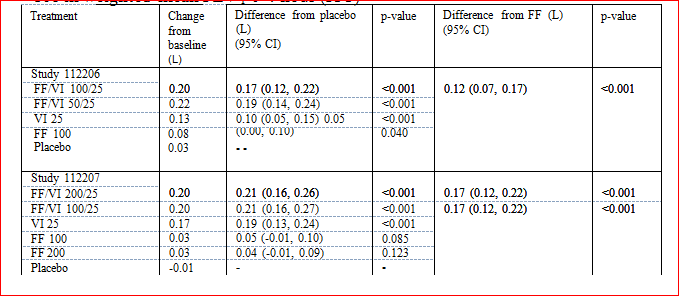 Treatment Change from baseline (L) Difference from placebo (L) (95% CI) p-value Difference from FF (L) (95% CI) p-value
Study 112206
FF/VI 100/25 0.20 0.17 (0.12, 0.22) <0.001 0.12 (0.07, 0.17) <0.001
FF/VI 50/25 0.22 0.19 (0.14, 0.24) <0.001
VI 25 0.13 0.10 (0.05, 0.15) 0.05 <0.001
FF 100 0.08 (0.00, 0.10) 0.040
Placebo 0.03 - -
Study 112207
FF/VI 200/25 0.20 0.21 (0.16, 0.26) <0.001 0.17 (0.12, 0.22) <0.001
FF/VI 100/25 0.20 0.21 (0.16, 0.27) <0.001 0.17 (0.12, 0.22) <0.001
VI 25 0.17 0.19 (0.13, 0.24) <0.001
FF 100 0.03 0.05 (-0.01, 0.10) 0.085
FF 200 0.03 0.04 (-0.01, 0.09) 0.123
Placebo -0.01 - -